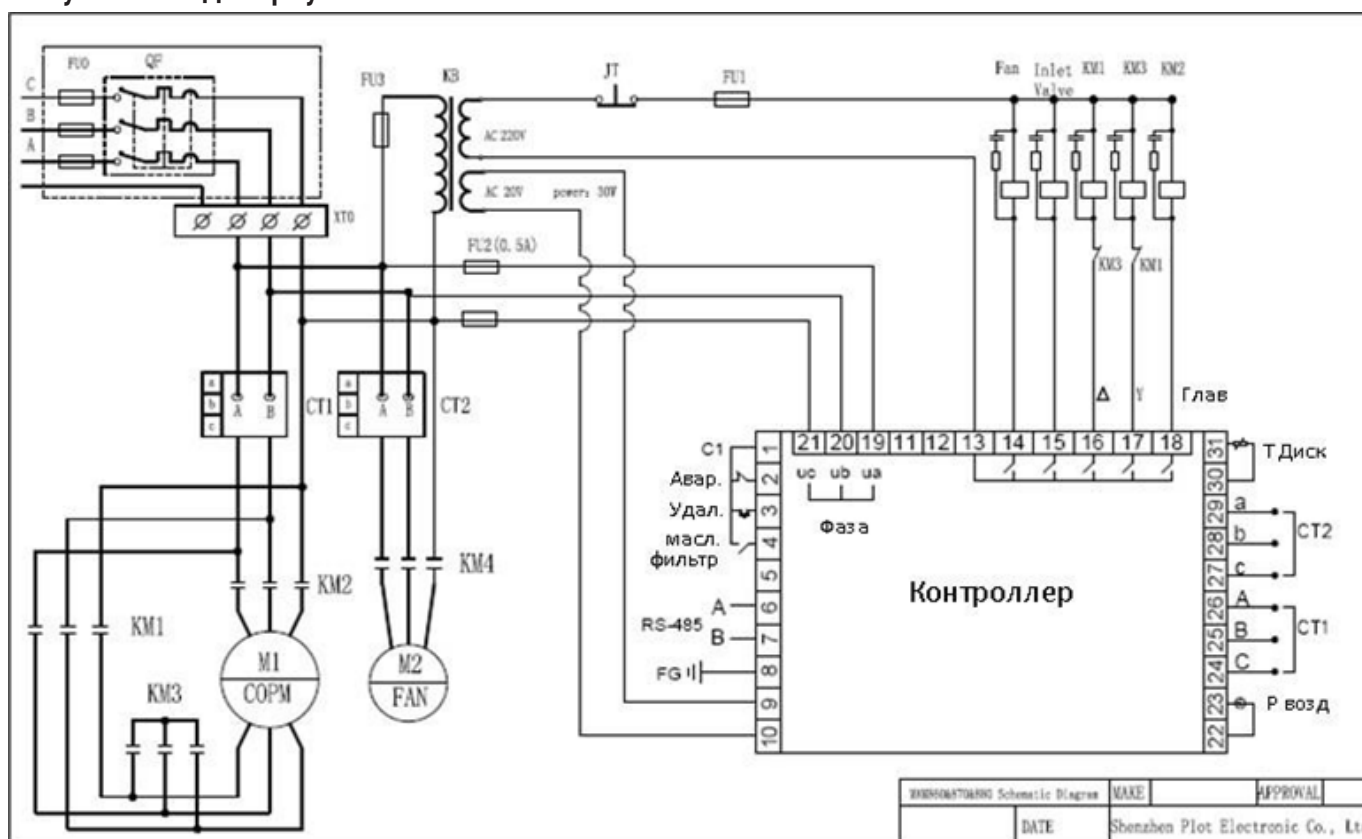 FU0
QF
C
B
A
XT0
FU3
KB
AC 220V
AC 20V power: 30W
JT
FU1
Fan Inlet Valve KM1 KM3 KM2
FU2(0.5A)
KM3
KM1
a
b
c
A B
CT1
a
b
c
A B
CT2
Δ Y Глав
21 20 19 11 12 13 14 15 16 17 18
uc ub ua
Фаза
C1
Авар.
Удал.
масл.
фильтр
1
2
3
4
5
6
7
8
9
10
A
RS-485
B
FG
Контроллер
31
30
29
28
27
26
25
24
23
22
Т Диск
a
b
c
CT2
A
B
C
CT1
Р возд
KM2
KM4
KM1
KM3
M1
COPM
M2
FAN
Schematic Diagram MAKE APPROVAL
DATE Shenzhen Plot Electronic Co.,